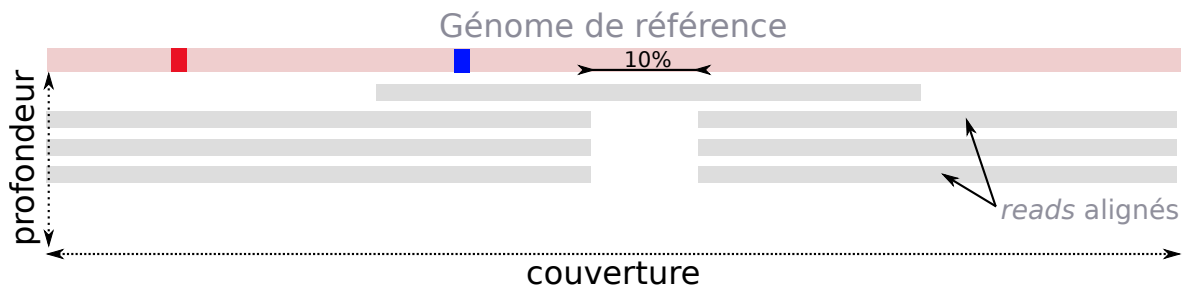 Génome de référence
10%
profondeur
reads alignés
couverture